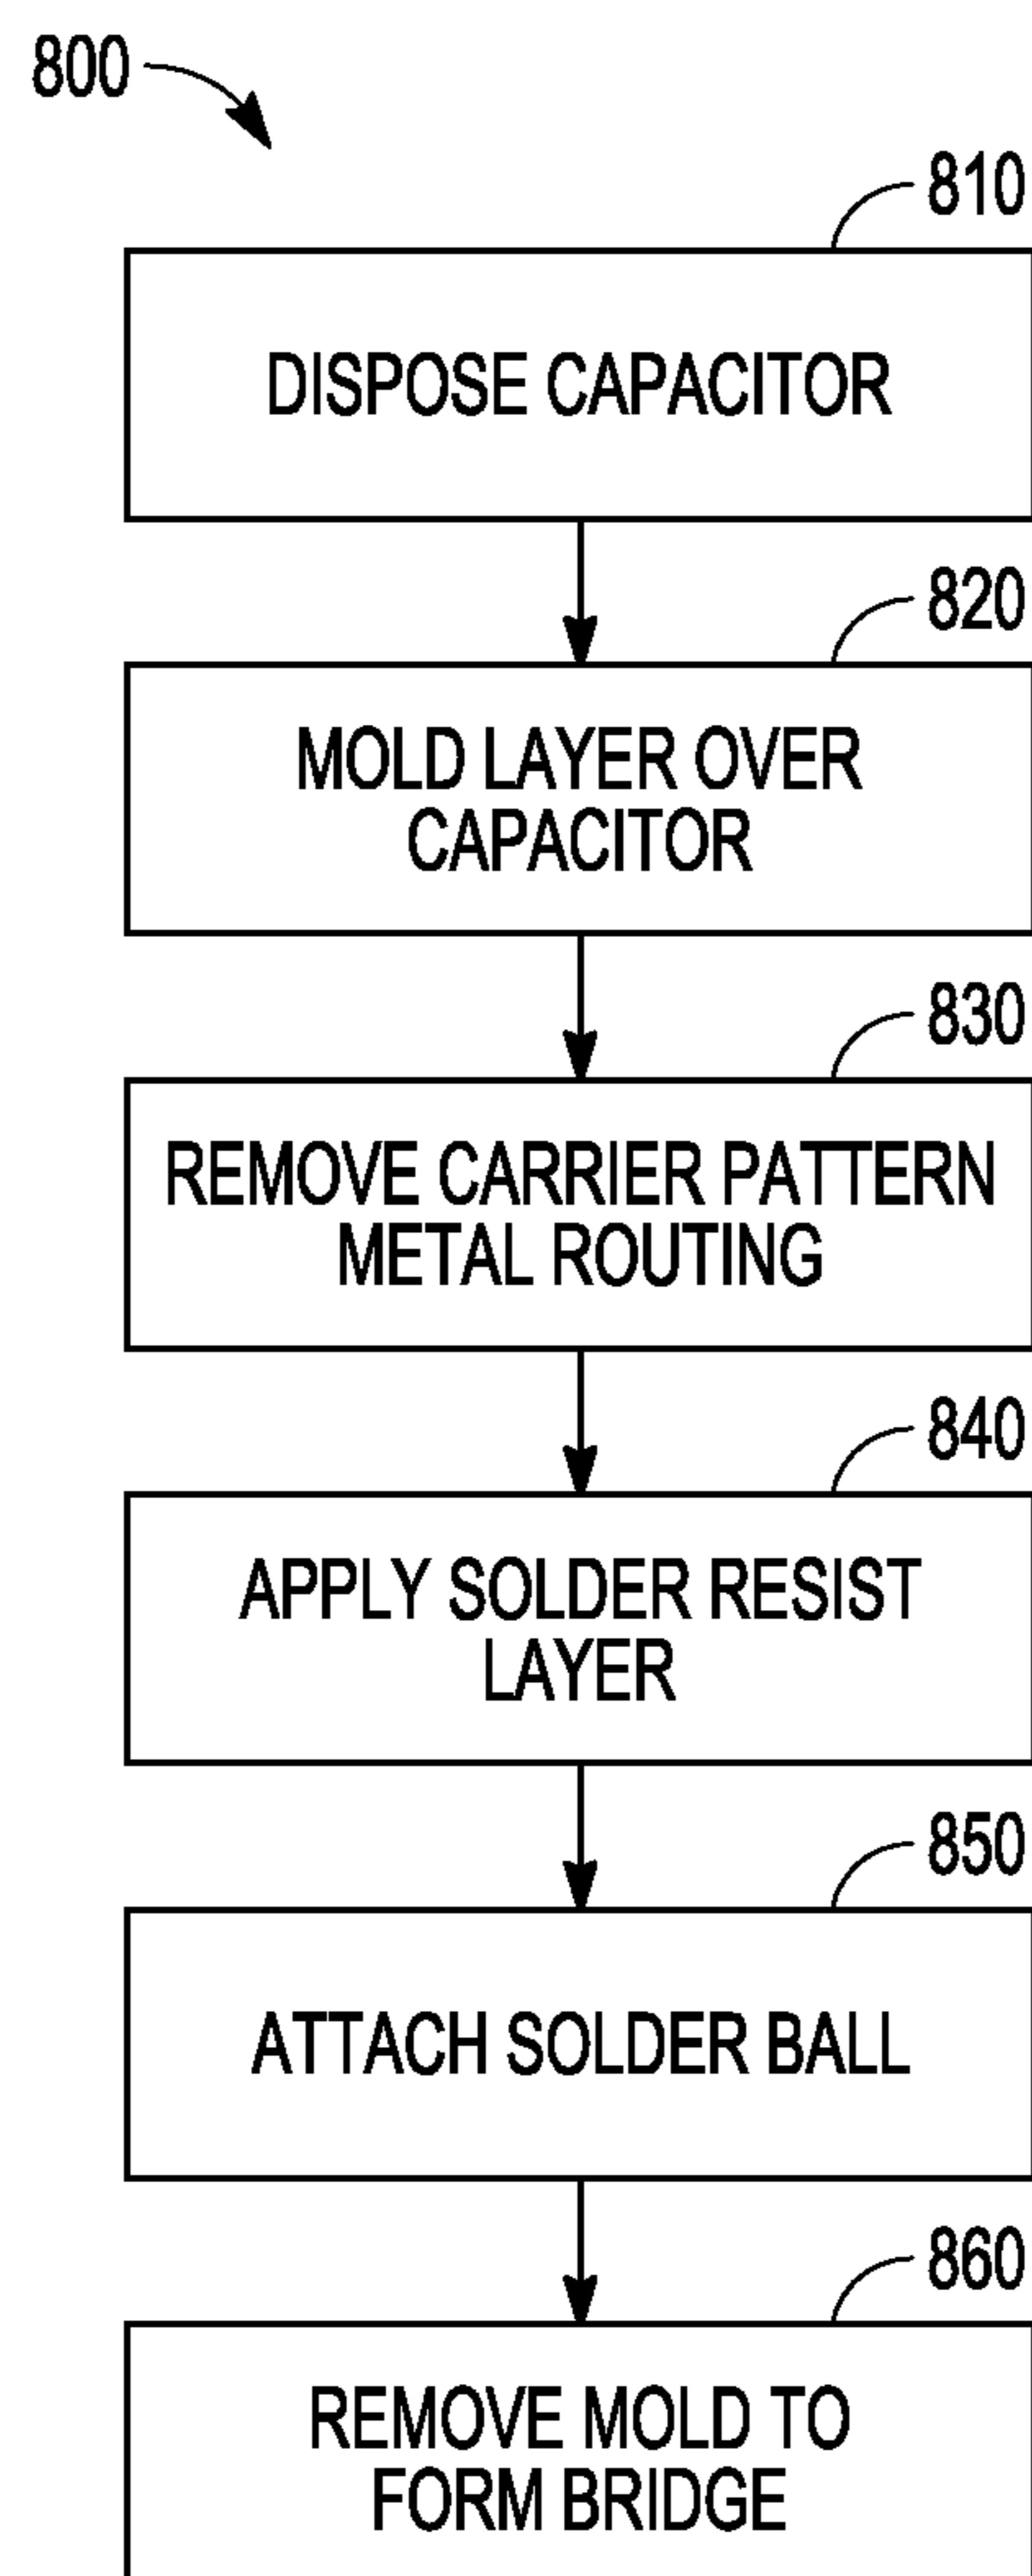 800
810
DISPOSE CAPACITOR
820
MOLD LAYER OVER
CAPACITOR
830
REMOVE CARRIER PATTERN
METAL ROUTING
840
APPLY SOLDER RESIST
LAYER
850
ATTACH SOLDER BALL
860
REMOVE MOLD TO
FORM BRIDGE